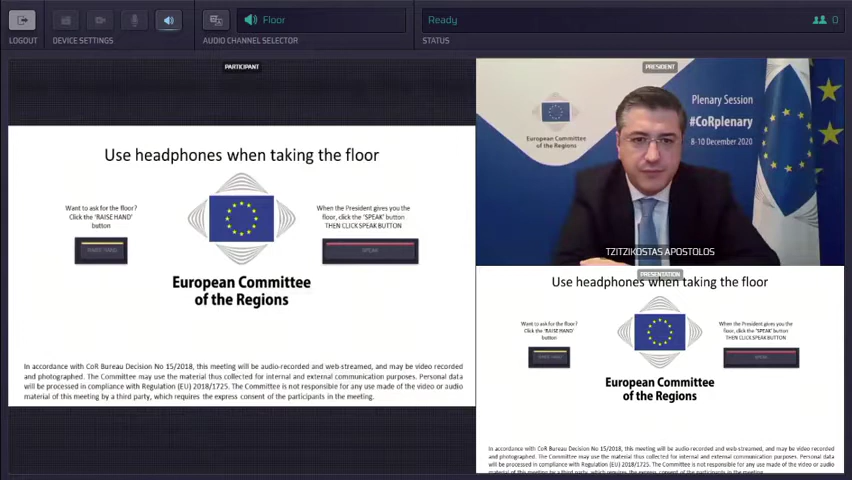 Floor
Ready
0
LOGOUT
DEVICE SETTINGS
AUDIO CHANNEL SELECTOR
STATUS
PARTICIPANT
Use headphones when taking the floor
Want to ask for the floor?
Click the 'RAISE HAND'
button
When the President gives you the
floor, click the 'SPEAK' button
THEN CLICK SPEAK BUTTON
RAISE HAND
SPEAK
European Committee
of the Regions
In accordance with CoR Bureau Decision No 15/2018, this meeting will be audio-recorded and web-streamed, and may be video recorded
and photographed. The Committee may use the material thus collected for internal and external communication purposes. Personal data
will be processed in compliance with Regulation (EU) 2018/1725. The Committee is not responsible for any use made of the video or audio
material of this meeting by a third party, which requires the express consent of the participants in the meeting.
PRESIDENT
European Committee
of the Regions
Plenary Session
#CoRplenary
8-10 December 2020
TZITZIKOSTAS APOSTOLOS
PRESENTATION
Use headphones when taking the floor
Want to ask for the floor?
Click the 'RAISE HAND'
button
When the President gives you the
floor, click the 'SPEAK' button
THEN CLICK SPEAK BUTTON
RAISE HAND
SPEAK
European Committee
of the Regions
In accordance with CoR Bureau Decision No 15/2018, this meeting will be audio-recorded and web-streamed, and may be video recorded
and photographed. The Committee may use the material thus collected for internal and external communication purposes. Personal data
will be processed in compliance with Regulation (EU) 2018/1725. The Committee is not responsible for any use made of the video or audio